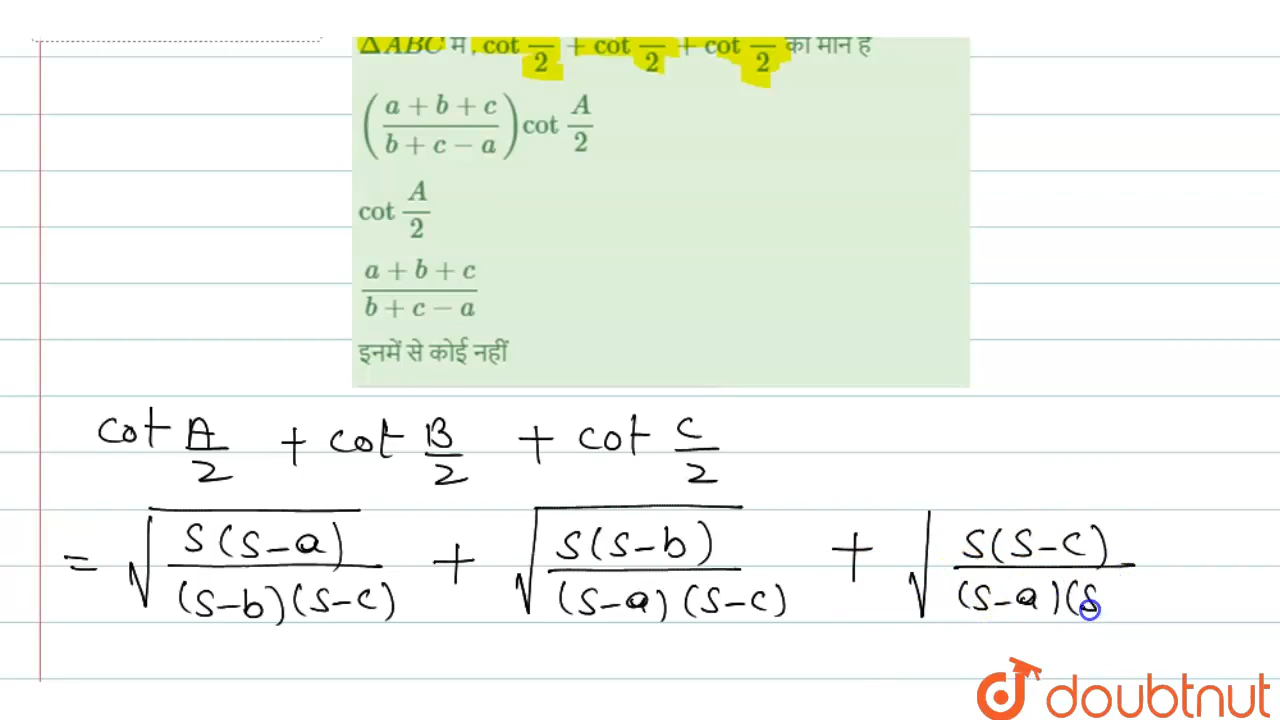 ΔABC में, cot /2 + cot /2 + cot /2 का मान है
((a + b + c)/(b + c − a)) cot A/2
cot A/2
(a + b + c)/(b + c − a)
इनमें से कोई नहीं
cot A/2 + cot B/2 + cot C/2
= √(S(S-a)/(S-b)(S-c)) + √(S(S-b)/(S-a)(S-c)) + √(S(S-c)/(S-a)(S
doubtnut